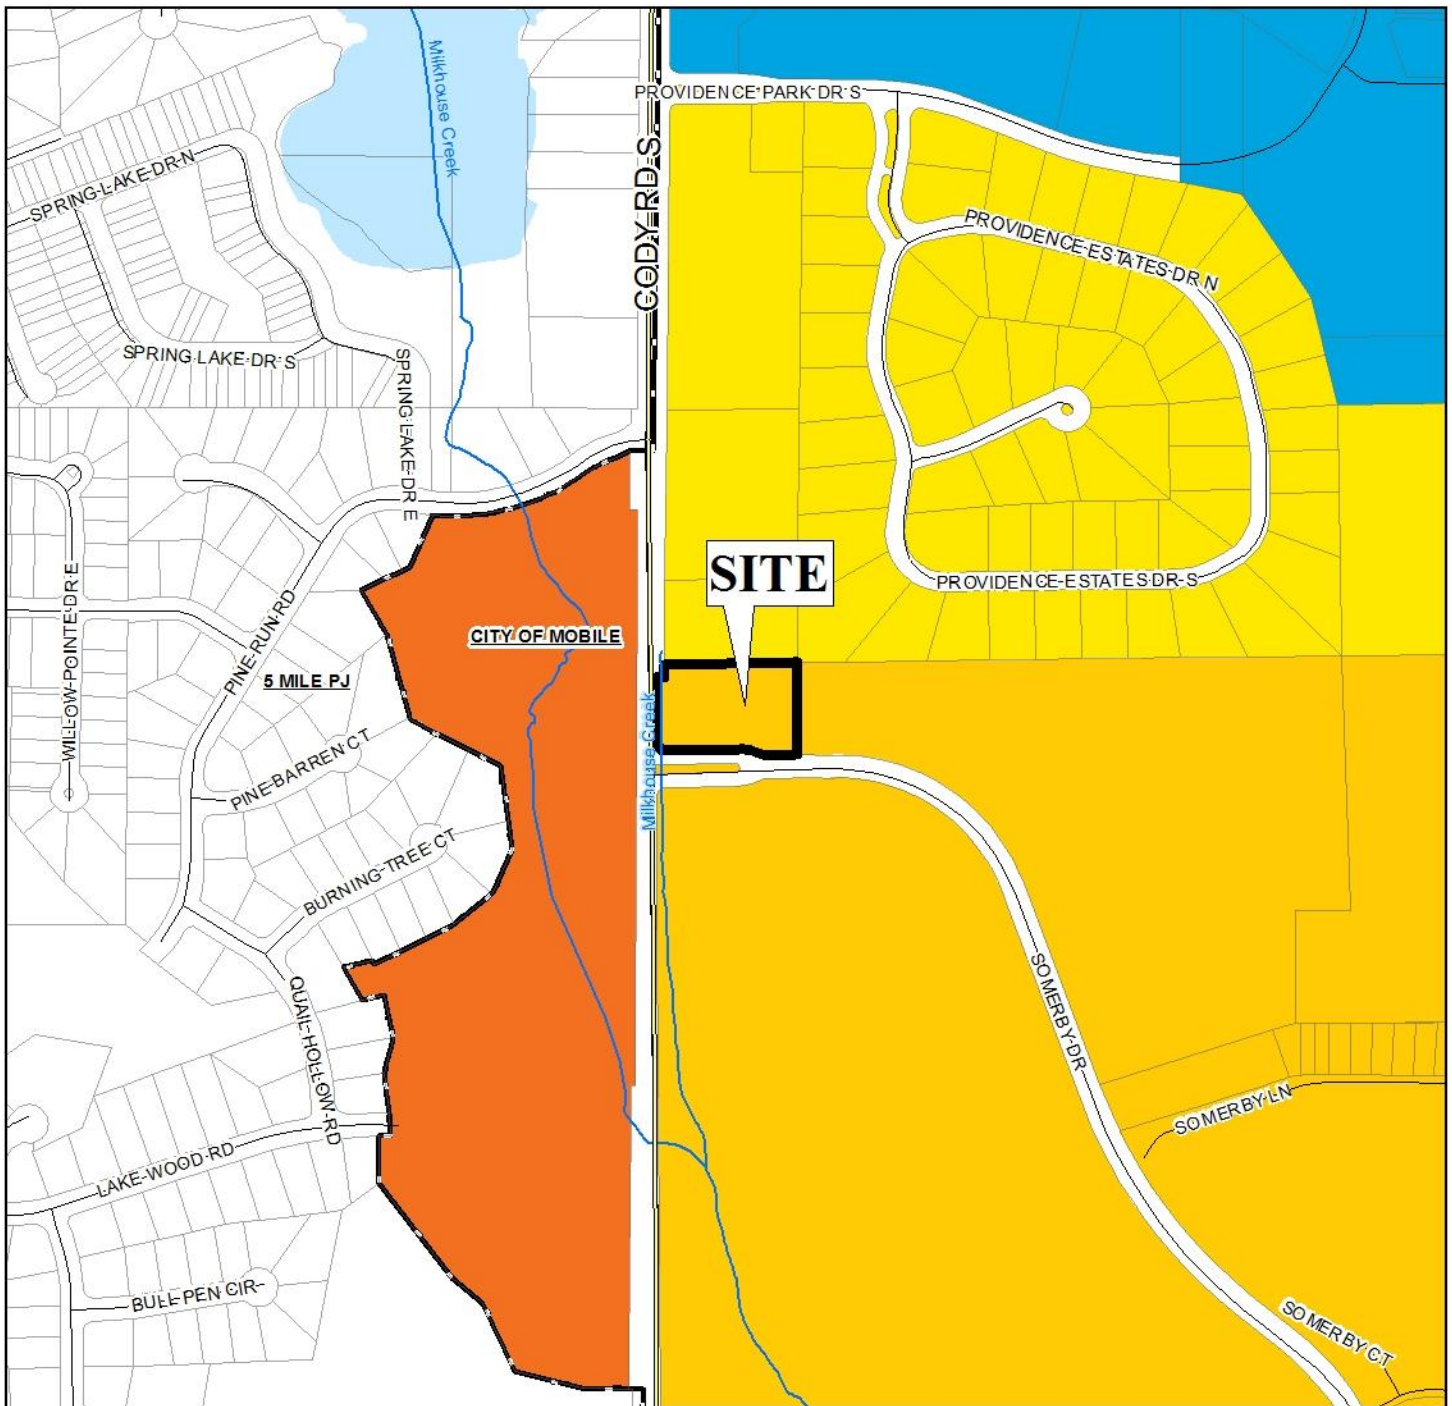 Milkhouse Creek
PROVIDENCE PARK DR S
SPRING LAKE DR N
CODY RD S
PROVIDENCE ESTATES DR N
SPRING LAKE DR S
SPRING LAKE DR E
SITE
PROVIDENCE ESTATES DR S
WILLOW POINTE DR E
PINE RUN RD
CITY OF MOBILE
5 MILE PJ
Milkhouse Creek
PINE BARREN CT
BURNING TREE CT
QUAIL HOLLOW RD
SOMERBY DR
SOMERBY LN
LAKE WOOD RD
BULL PEN CIR
SOMERBY CT